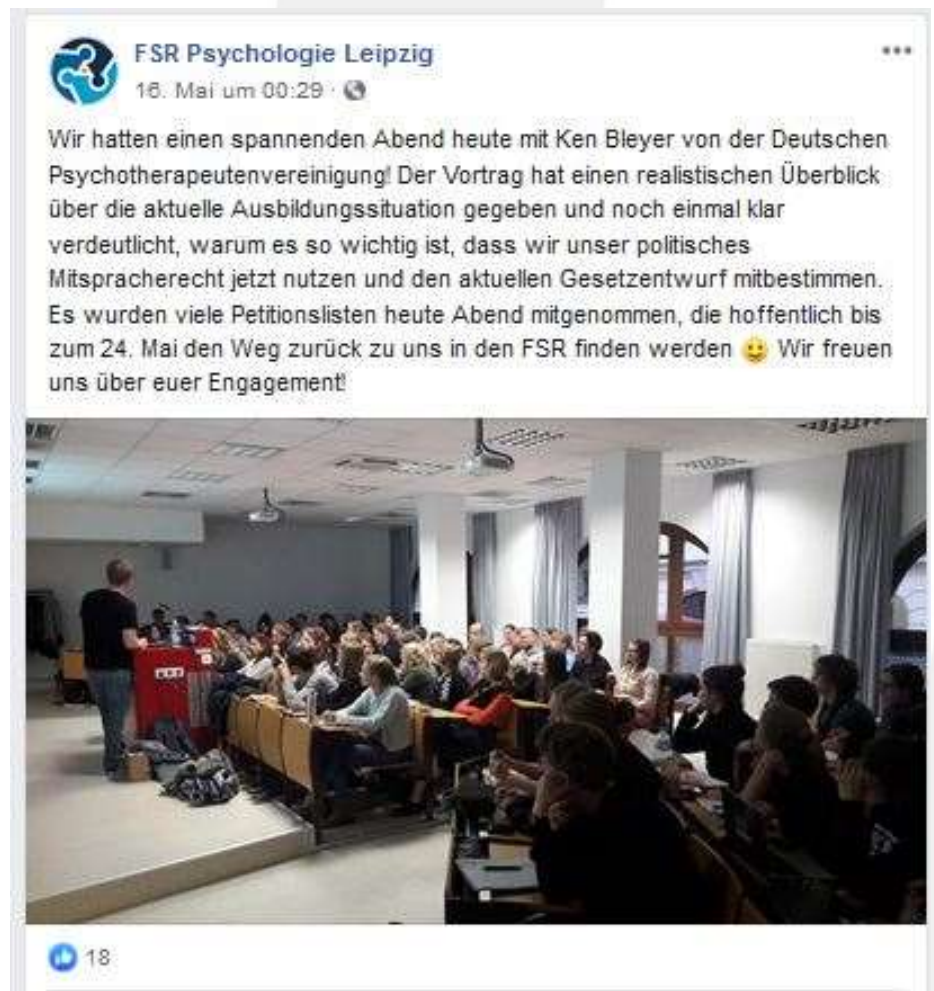 FSR Psychologie Leipzig
16. Mai um 00:29 ·
Wir hatten einen spannenden Abend heute mit Ken Bleyer von der Deutschen
Psychotherapeutenvereinigung! Der Vortrag hat einen realistischen Überblick
über die aktuelle Ausbildungssituation gegeben und noch einmal klar
verdeutlicht, warum es so wichtig ist, dass wir unser politisches
Mitspracherecht jetzt nutzen und den aktuellen Gesetzentwurf mitbestimmen.
Es wurden viele Petitionslisten heute Abend mitgenommen, die hoffentlich bis
zum 24. Mai den Weg zurück zu uns in den FSR finden werden 🙂 Wir freuen
uns über euer Engagement!
18